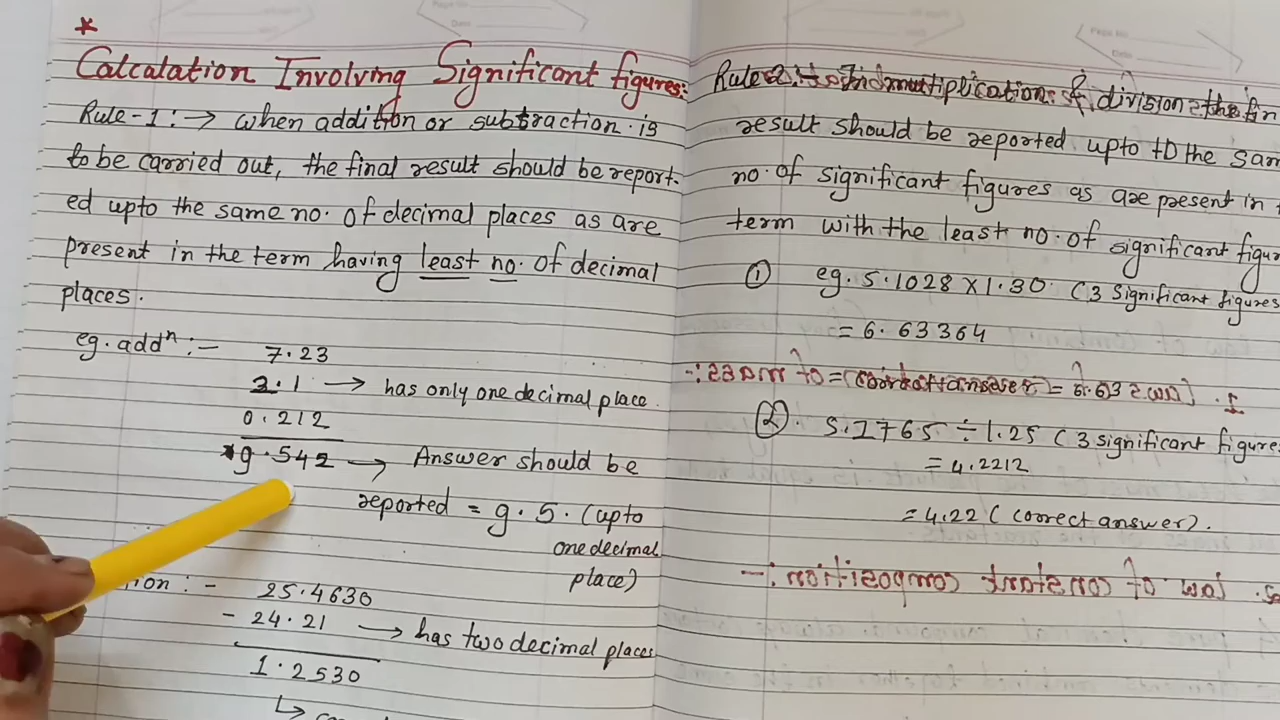 *
Calcalation Involving Significant figures:
Rule-1:→ when addition or subtraction is
to be carried out, the final result should be report-
ed upto the same no. of decimal places as are
present in the term having least no. of decimal
places.
eg. addn :- 7.23
3.1 → has only one decimal place.
0.212
9.542 → Answer should be
reported = 9.5. (upto
one decimal
place)
:- 25.4630
- 24.21 → has two decimal places
1.2530
↳
multiplication & division the
result should be reported upto to the
no. of significant figures as are present in
term with the least no. of significant
① eg. 5.1028 × 1.30 (3 significant figures
= 6.63364
②. 5.2765 ÷ 1.25 (3 significant
= 4.2212
= 4.22 (correct answer).